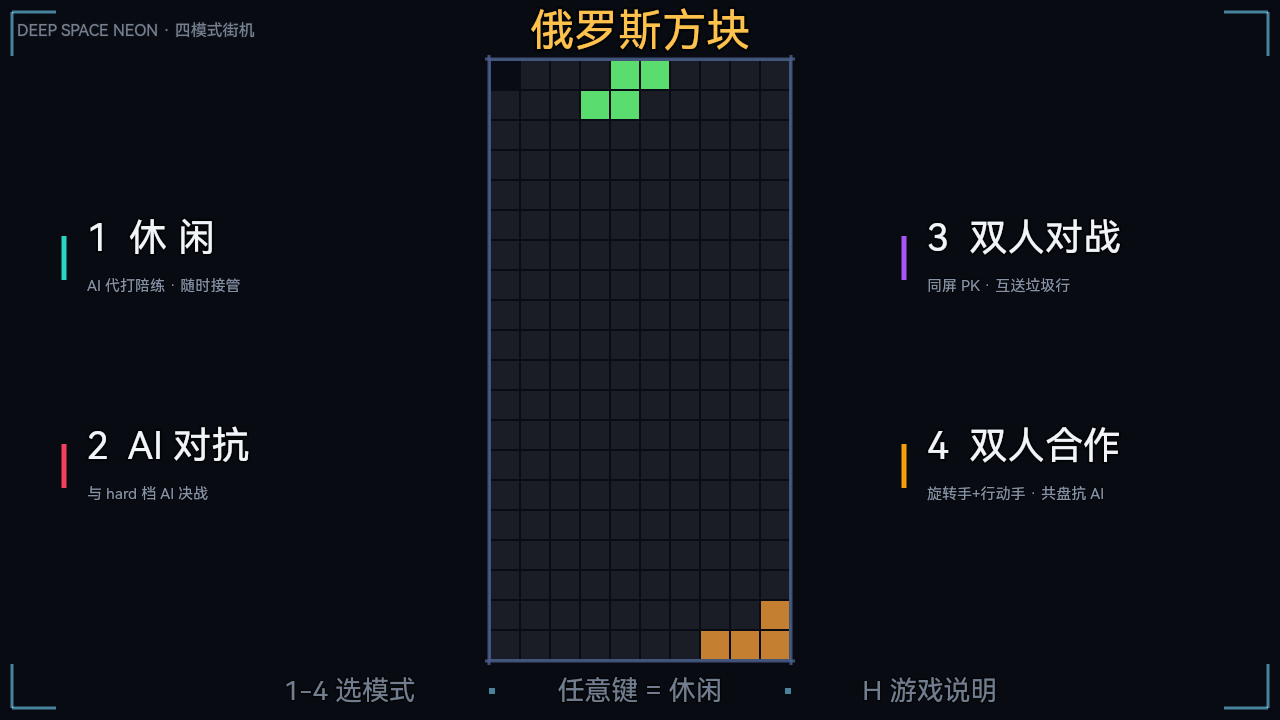 DEEP SPACE NEON · 四模式街机
俄罗斯方块
1 休 闲
AI 代打陪练 · 随时接管
2 AI 对抗
与 hard 档 AI 决战
3 双人对战
同屏 PK · 互送垃圾行
4 双人合作
旋转手+行动手 · 共盘抗 AI
1-4 选模式 ▪ 任意键 = 休闲 ▪ H 游戏说明